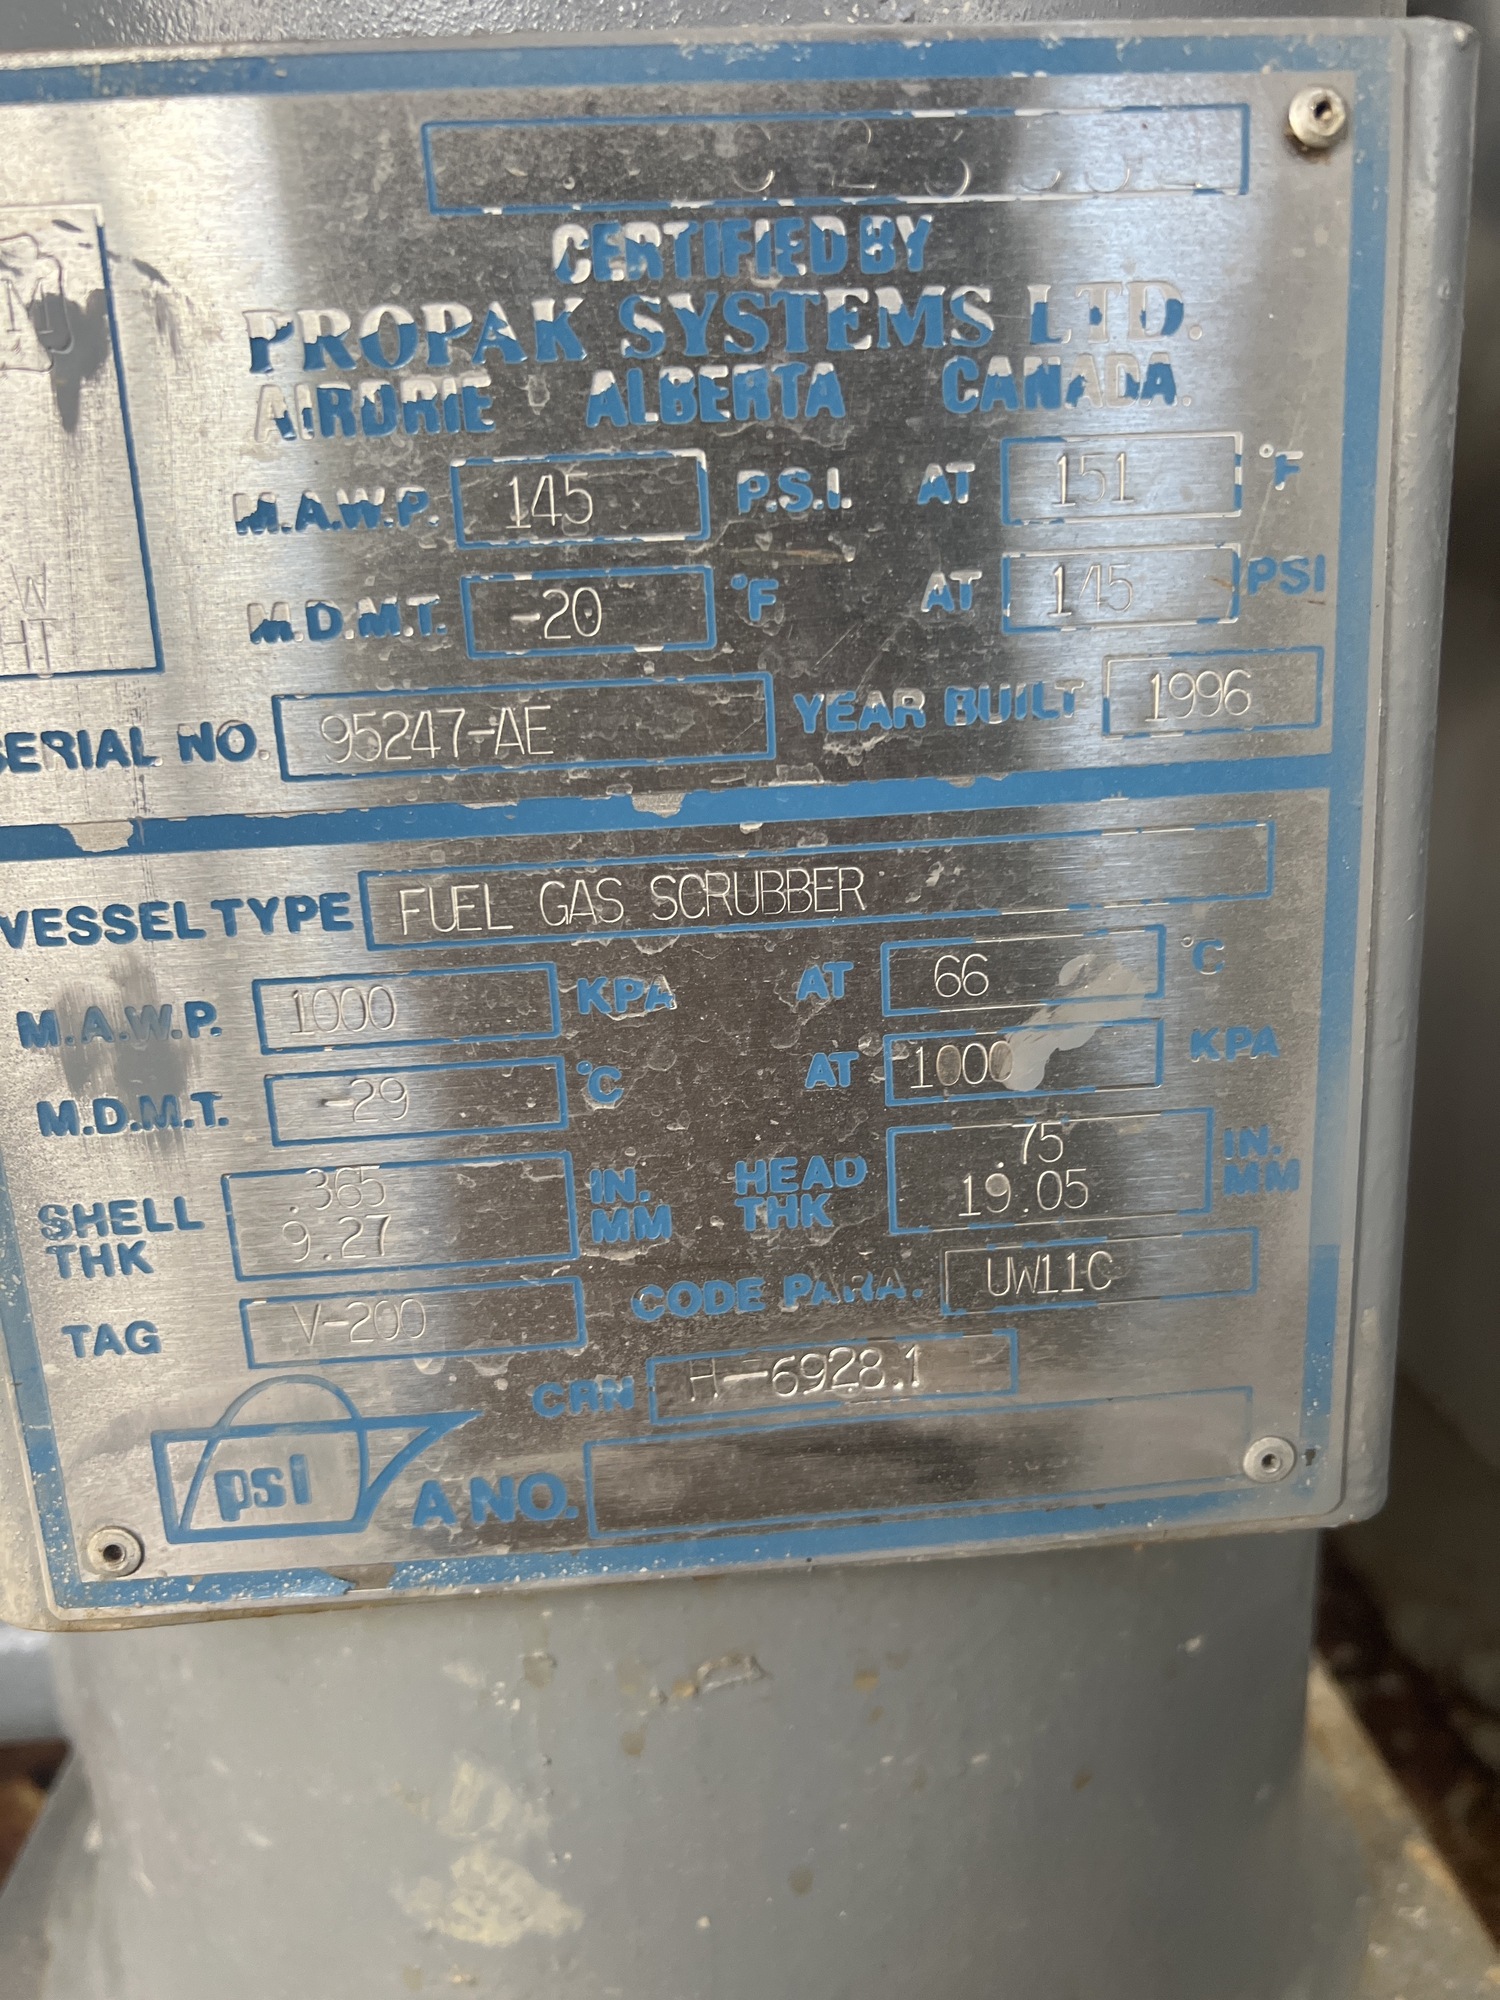 M
CERTIFIED BY
PROPAK SYSTEMS LTD.
AIRDRIE ALBERTA CANADA.
M.A.W.P. 145 P.S.I. AT 151 °F
M.D.M.T. -20 °F AT 145 PSI
W
HT
SERIAL NO. 95247-AE YEAR BUILT 1996
VESSEL TYPE FUEL GAS SCRUBBER
M.A.W.P. 1000 KPA AT 66 °C
M.D.M.T. -29 °C AT 1000 KPA
SHELL THK .365 IN. 9.27 MM HEAD THK .75 IN. 19.05 MM
TAG V-200 CODE PARA. UW11C
CRN H-6928.1
psi A NO.